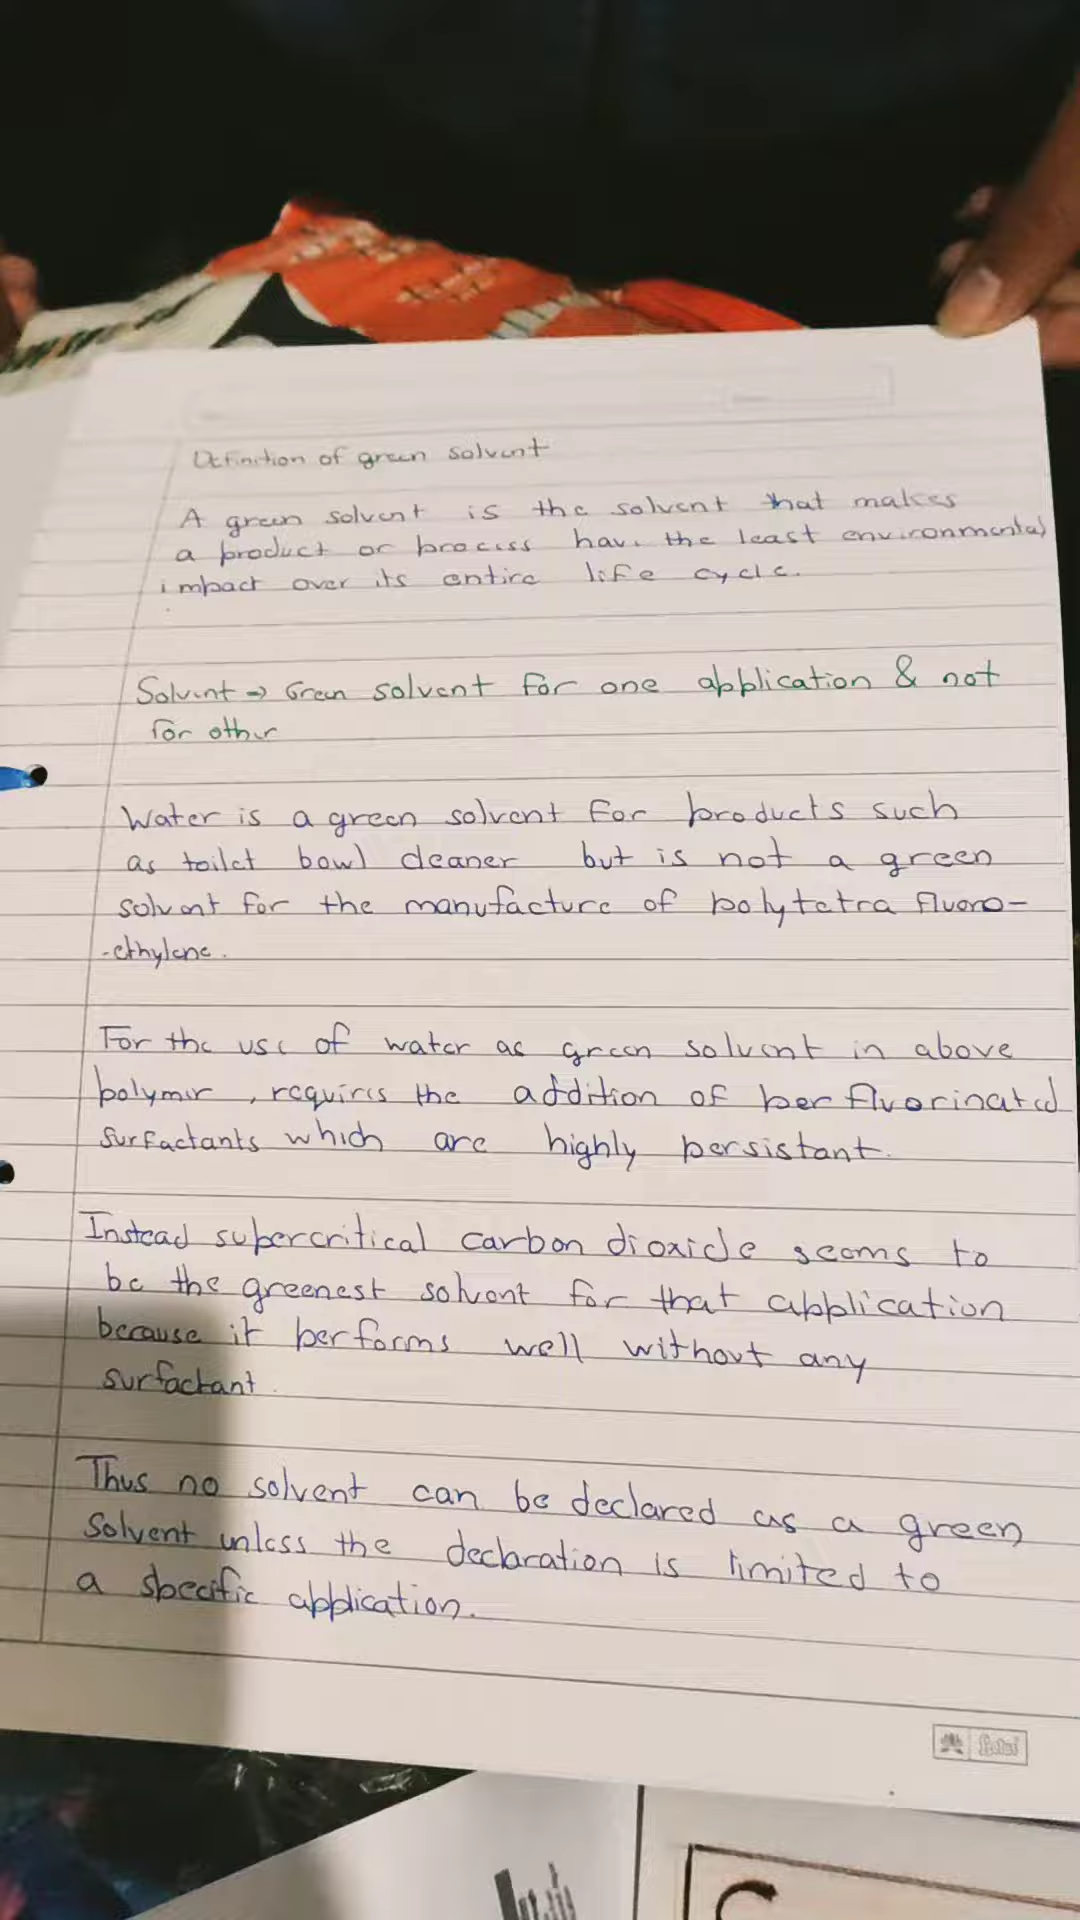 Definition of green solvent
A green solvent is the solvent that makes
a product or process have the least environmental
impact over its entire life cycle.
Solvent → Green solvent for one application & not
for other
Water is a green solvent for products such
as toilet bowl cleaner but is not a green
solvent for the manufacture of polytetra fluoro-
-ethylene.
For the use of water as green solvent in above
polymer, requires the addition of per fluorinated
surfactants which are highly persistant.
Instead supercritical carbon dioxide seems to
be the greenest solvent for that application
because it performs well without any
surfactant.
Thus no solvent can be declared as a green
solvent unless the declaration is limited to
a specific application.